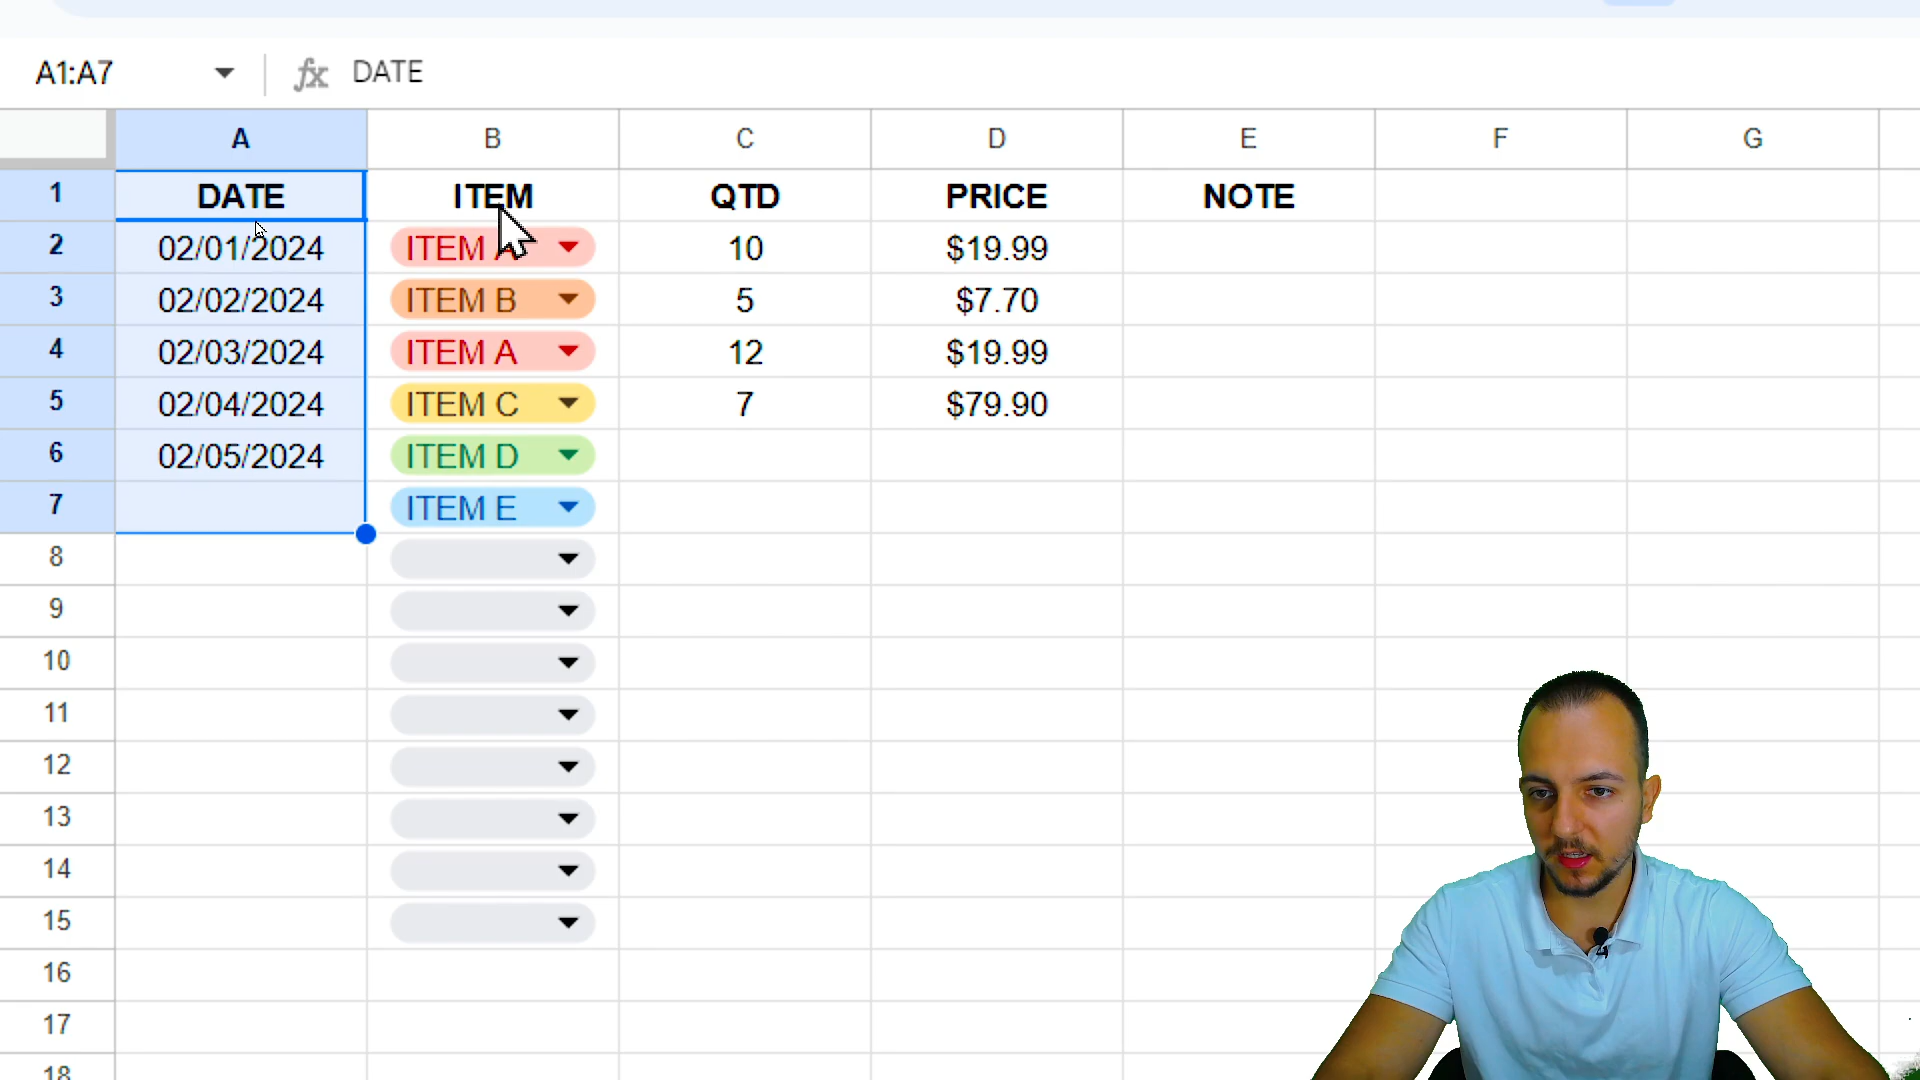 A1:A7 fx DATE
A B C D E F G
1 DATE ITEM QTD PRICE NOTE
2 02/01/2024 ITEM A 10 $19.99
3 02/02/2024 ITEM B 5 $7.70
4 02/03/2024 ITEM A 12 $19.99
5 02/04/2024 ITEM C 7 $79.90
6 02/05/2024 ITEM D
7 ITEM E
8
9
10
11
12
13
14
15
16
17
18